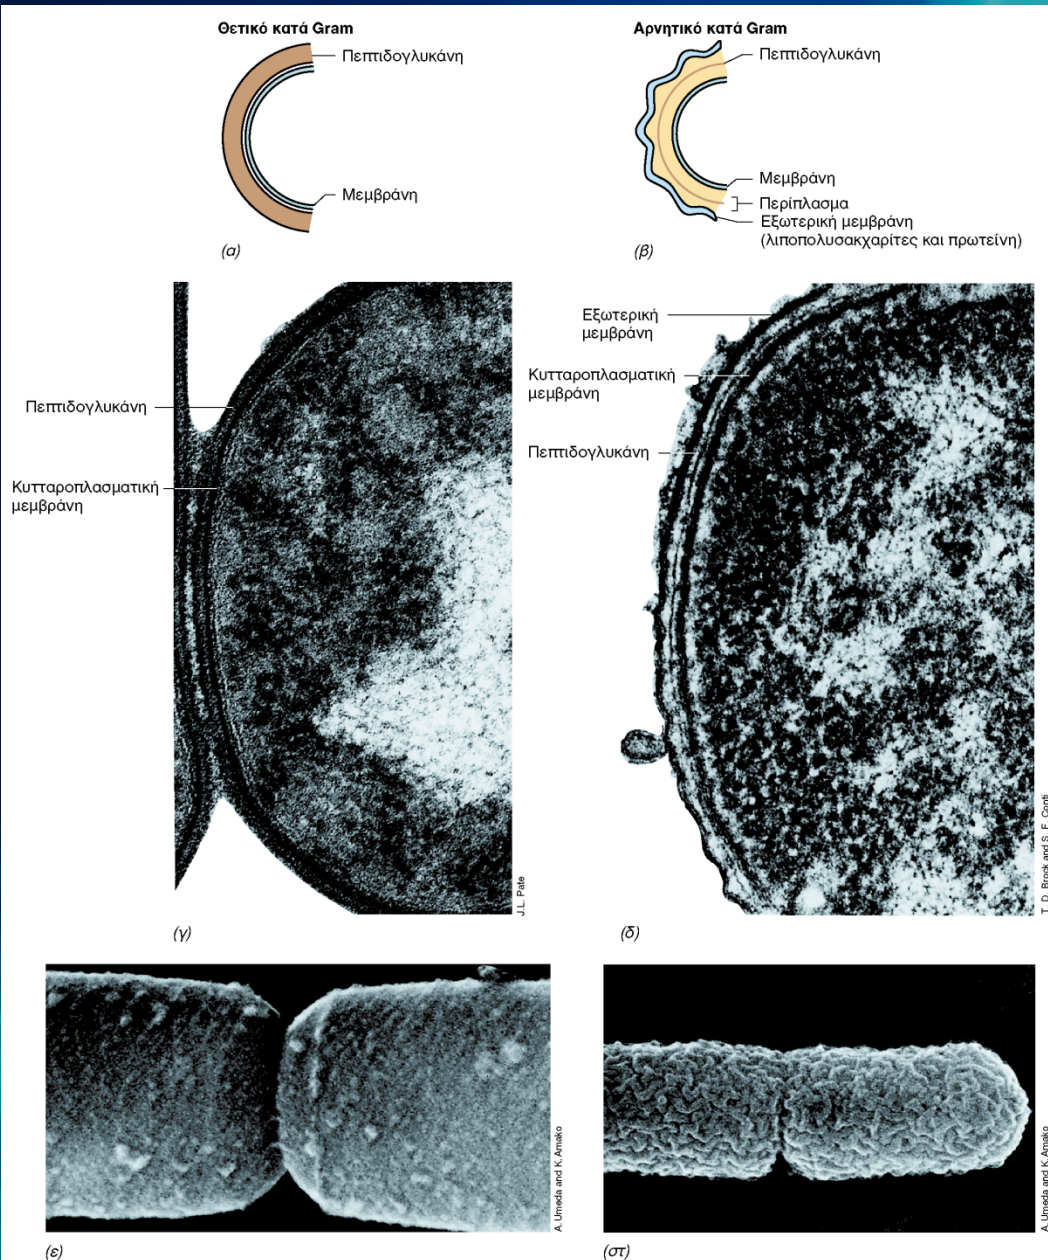 Θετικό κατά Gram
Πεπτιδογλυκάνη
Μεμβράνη
(α)
Αρνητικό κατά Gram
Πεπτιδογλυκάνη
Μεμβράνη
Περίπλασμα
Εξωτερική μεμβράνη
(λιποπολυσακχαρίτες και πρωτεΐνη)
(β)
Πεπτιδογλυκάνη
Κυτταροπλασματική
μεμβράνη
J.L. Pate
(γ)
Εξωτερική
μεμβράνη
Κυτταροπλασματική
μεμβράνη
Πεπτιδογλυκάνη
T. D. Brock and S. F. Conti
(δ)
A. Umeda and K. Amako
(ε)
A. Umeda and K. Amako
(στ)